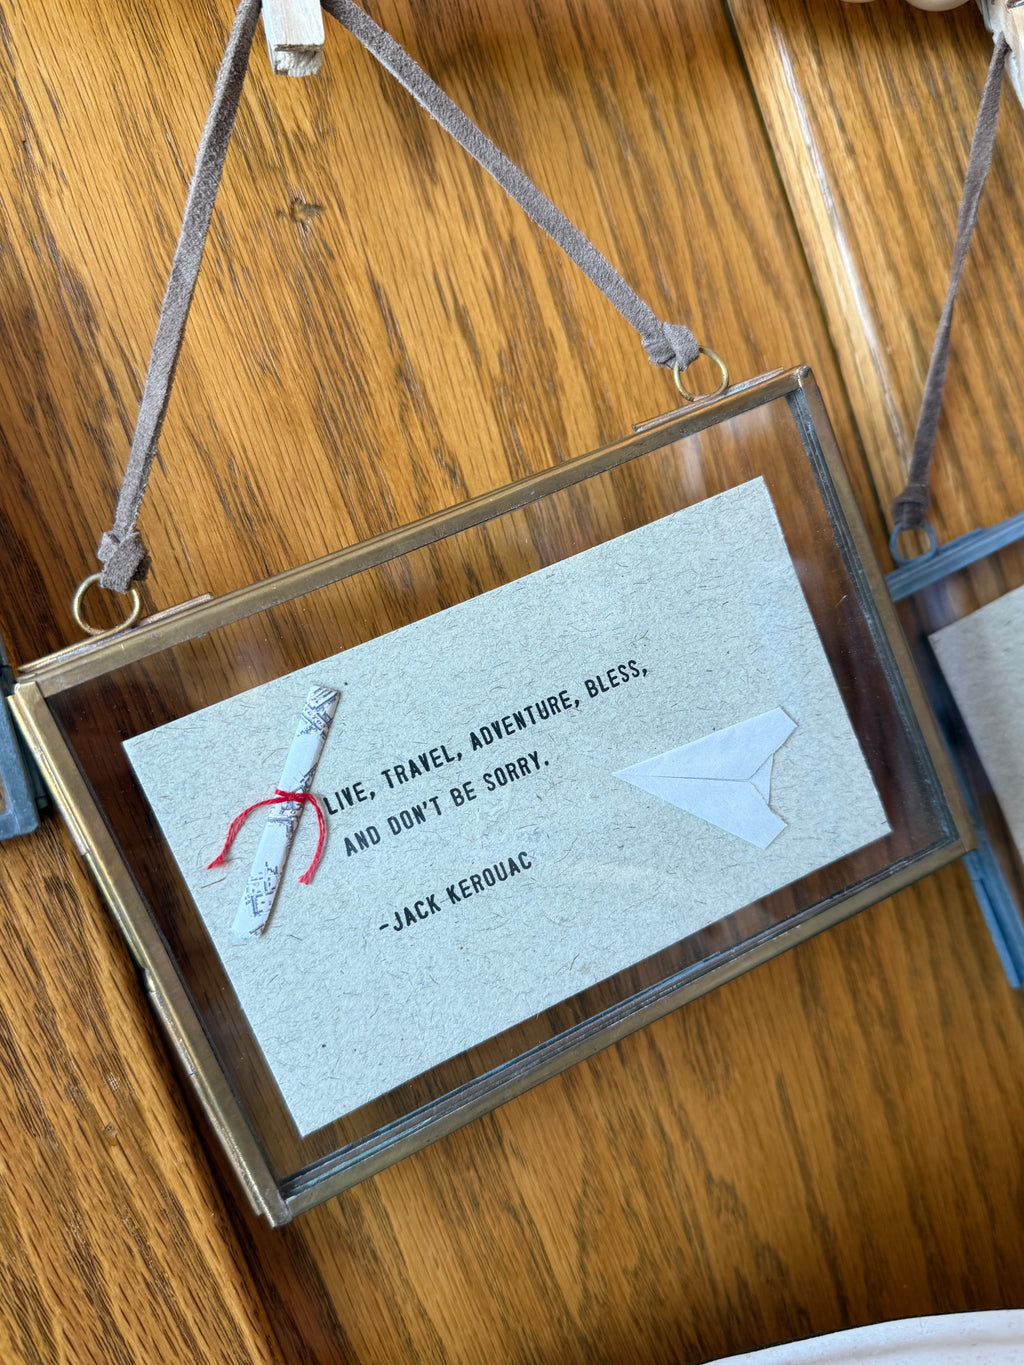 LIVE, TRAVEL, ADVENTURE, BLESS,
AND DON'T BE SORRY.
-JACK KEROUAC